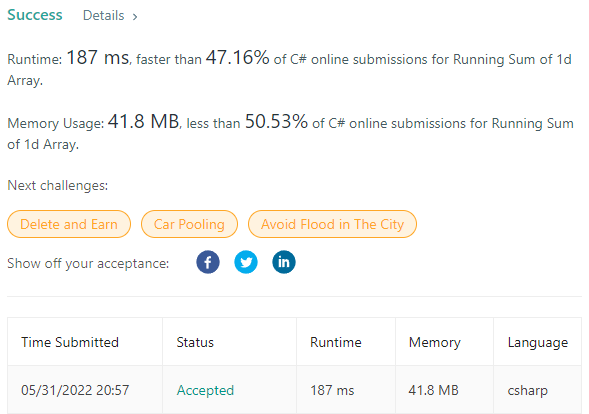 Success Details >
Runtime: 187 ms, faster than 47.16% of C# online submissions for Running Sum of 1d
Array.
Memory Usage: 41.8 MB, less than 50.53% of C# online submissions for Running Sum
of 1d Array.
Next challenges:
Delete and Earn Car Pooling Avoid Flood in The City
Show off your acceptance: f in
Time Submitted Status Runtime Memory Language
05/31/2022 20:57 Accepted 187 ms 41.8 MB csharp